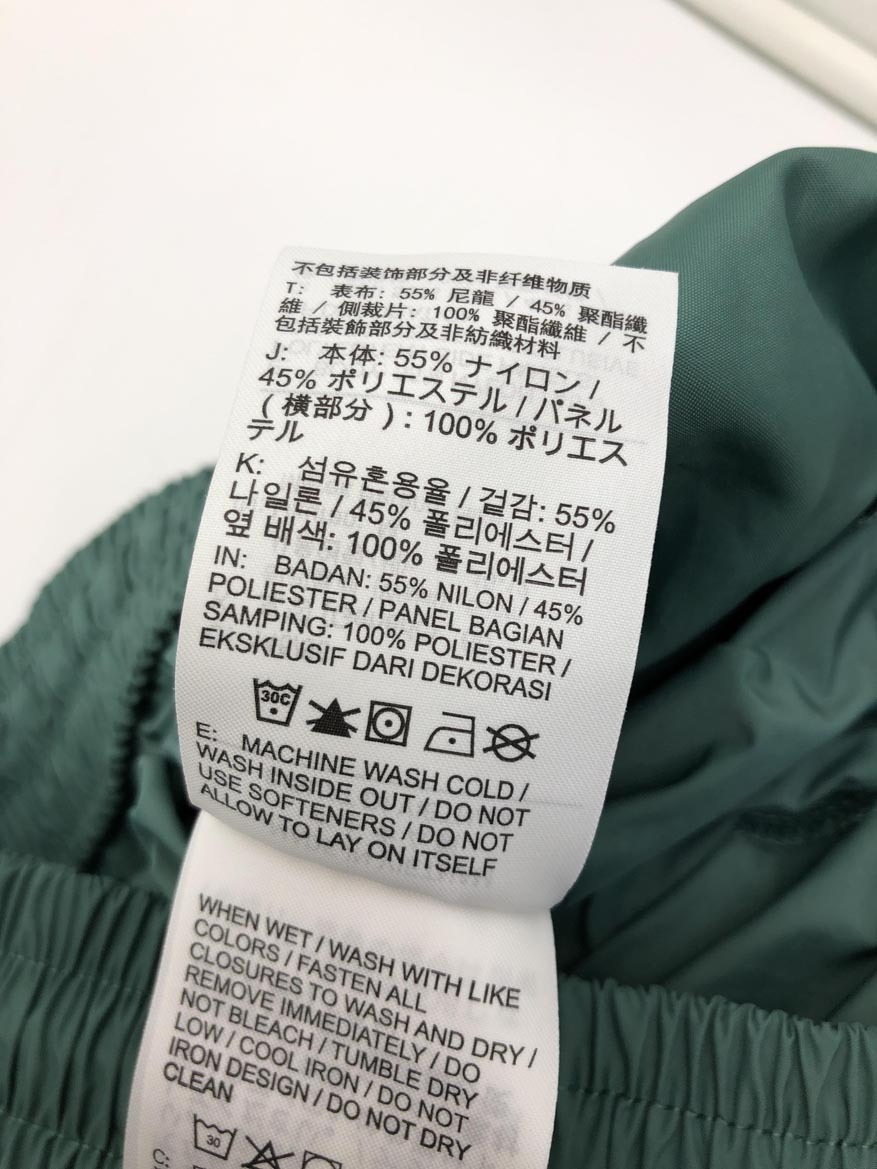 不包括装饰部分及非纤维物质
T: 表布: 55% 尼龍 / 45% 聚酯纖
維 / 側裁片: 100% 聚酯纖維 / 不
包括裝飾部分及非紡織材料
J: 本体: 55% ナイロン /
45% ポリエステル / パネル
(横部分): 100% ポリエス
テル
K: 섬유혼용율 / 겉감: 55%
나일론 / 45% 폴리에스터 /
옆 배색: 100% 폴리에스터
IN: BADAN: 55% NILON / 45%
POLIESTER / PANEL BAGIAN
SAMPING: 100% POLIESTER /
EKSKLUSIF DARI DEKORASI
30C
E: MACHINE WASH COLD /
WASH INSIDE OUT / DO NOT
USE SOFTENERS / DO NOT
ALLOW TO LAY ON ITSELF
WHEN WET / WASH WITH LIKE
COLORS / FASTEN ALL
CLOSURES TO WASH AND DRY /
REMOVE IMMEDIATELY / DO
NOT BLEACH / TUMBLE DRY
LOW / COOL IRON / DO NOT
IRON DESIGN / DO NOT DRY
CLEAN
30
C: